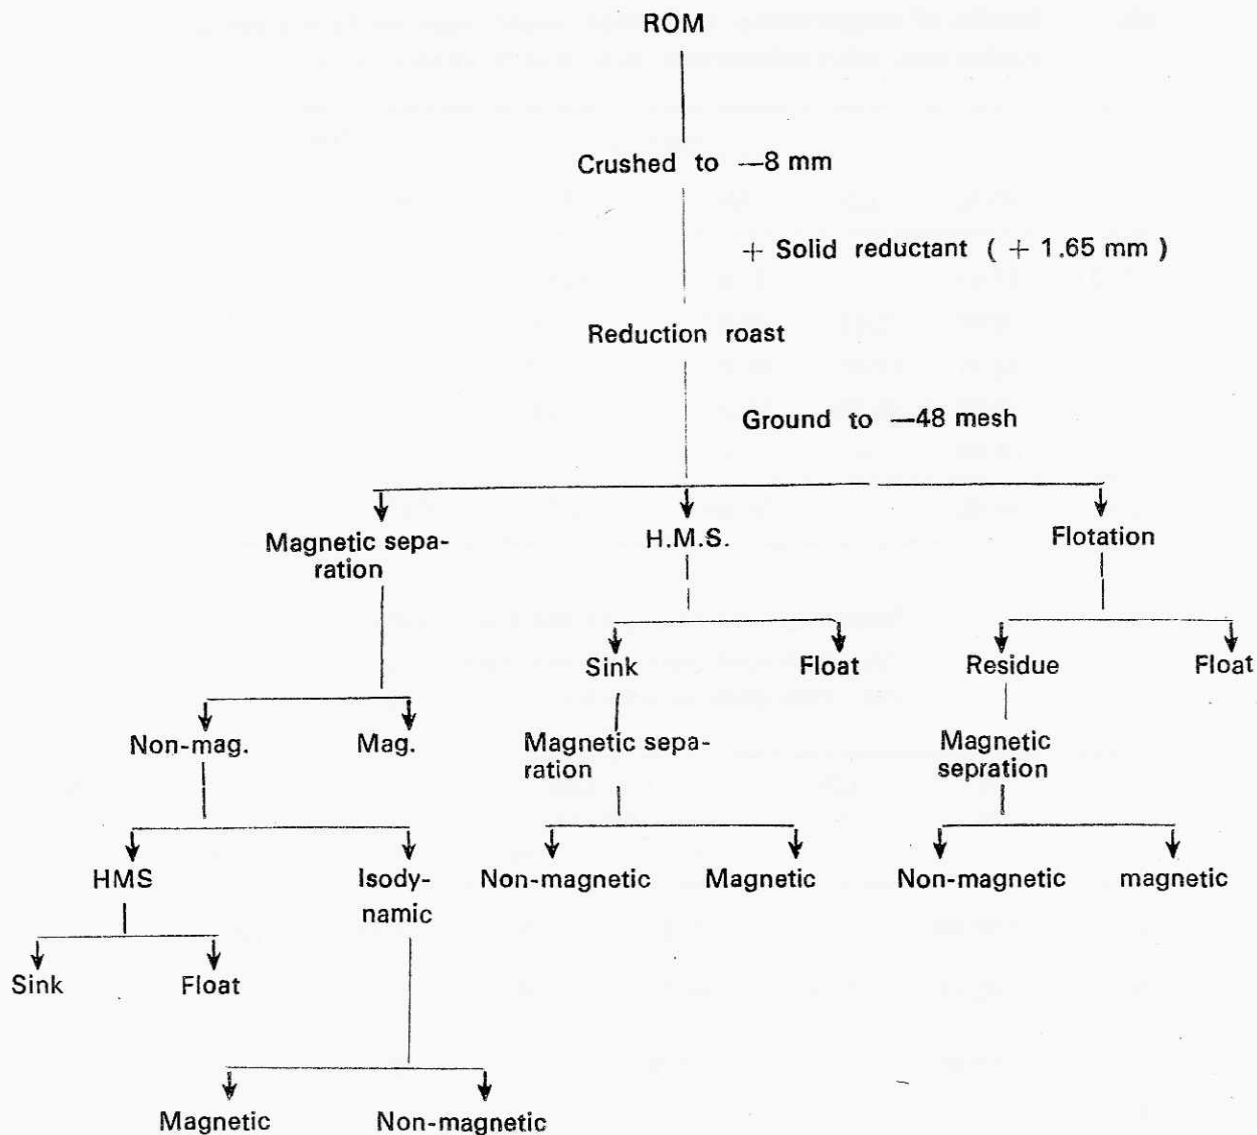 ROM
Crushed to —8 mm
+ Solid reductant ( + 1.65 mm )
Reduction roast
Ground to —48 mesh
Magnetic sepa-
ration
H.M.S.
Flotation
Sink
Float
Residue
Float
Non-mag.
Mag.
Magnetic sepa-
ration
Magnetic
sepration
HMS
Isody-
namic
Non-magnetic
Magnetic
Non-magnetic
magnetic
Sink
Float
Magnetic
Non-magnetic